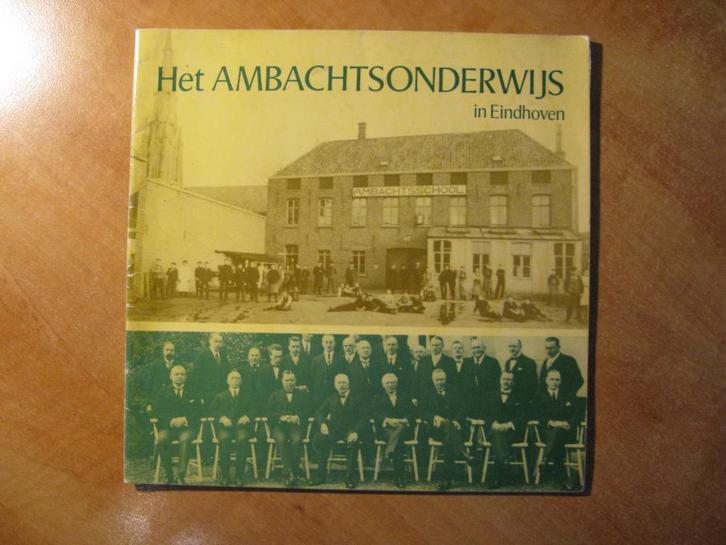 Het AMBACHTSONDERWIJS
in Eindhoven
AMBACHTSSCHOOL